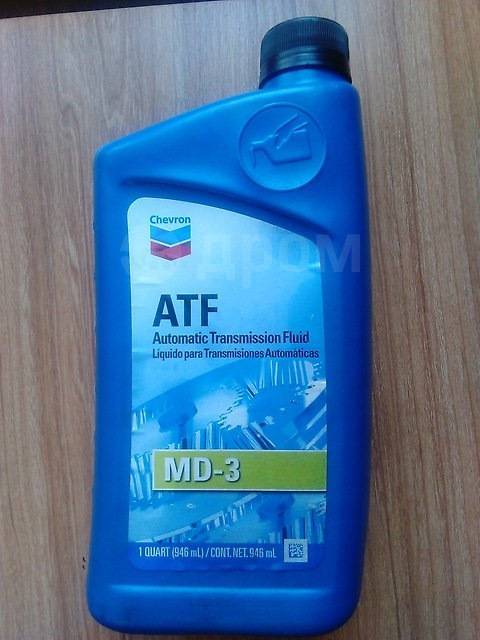 Chevron
дром
ATF
Automatic Transmission Fluid
Líquido para Transmisiones Automáticas
MD-3
1 QUART (946 mL) / CONT. NET. 946 mL